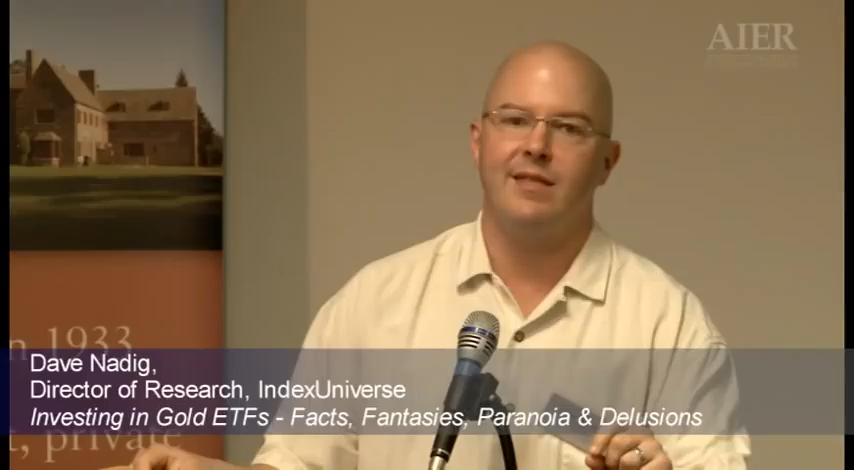 AIER
n 1933
Dave Nadig,
Director of Research, IndexUniverse
Investing in Gold ETFs - Facts, Fantasies, Paranoia & Delusions
t, private